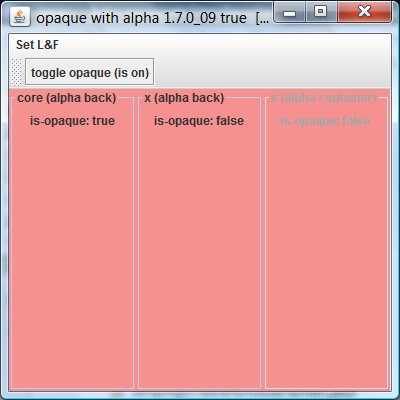 opaque with alpha 1.7.0_09 true [...
Set L&F
toggle opaque (is on)
core (alpha back) x (alpha back) x (alpha container)
is-opaque: true is-opaque: false is-opaque: false